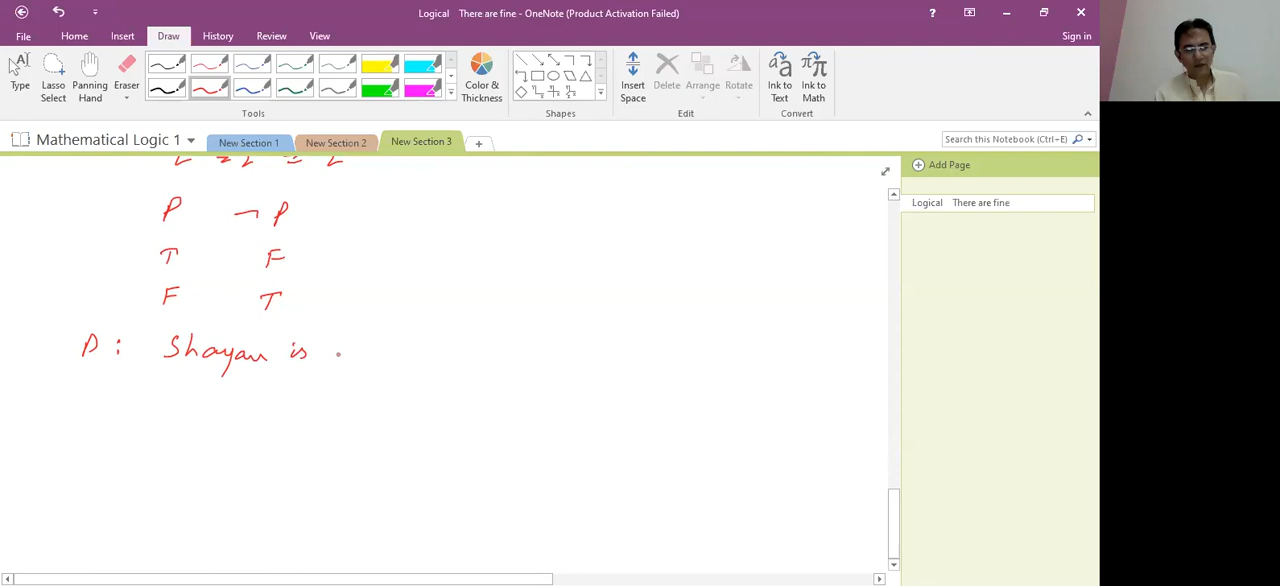 Logical There are fine - OneNote (Product Activation Failed)
?
File Home Insert Draw History Review View Sign in
Type Lasso Select Panning Hand Eraser Color & Thickness Insert Space Delete Arrange Rotate Ink to Text Ink to Math
Tools Shapes Edit Convert
Mathematical Logic 1 New Section 1 New Section 2 New Section 3 + Search this Notebook (Ctrl+E)
Add Page
Logical There are fine
P ¬ P
T F
F T
P : Shayan is